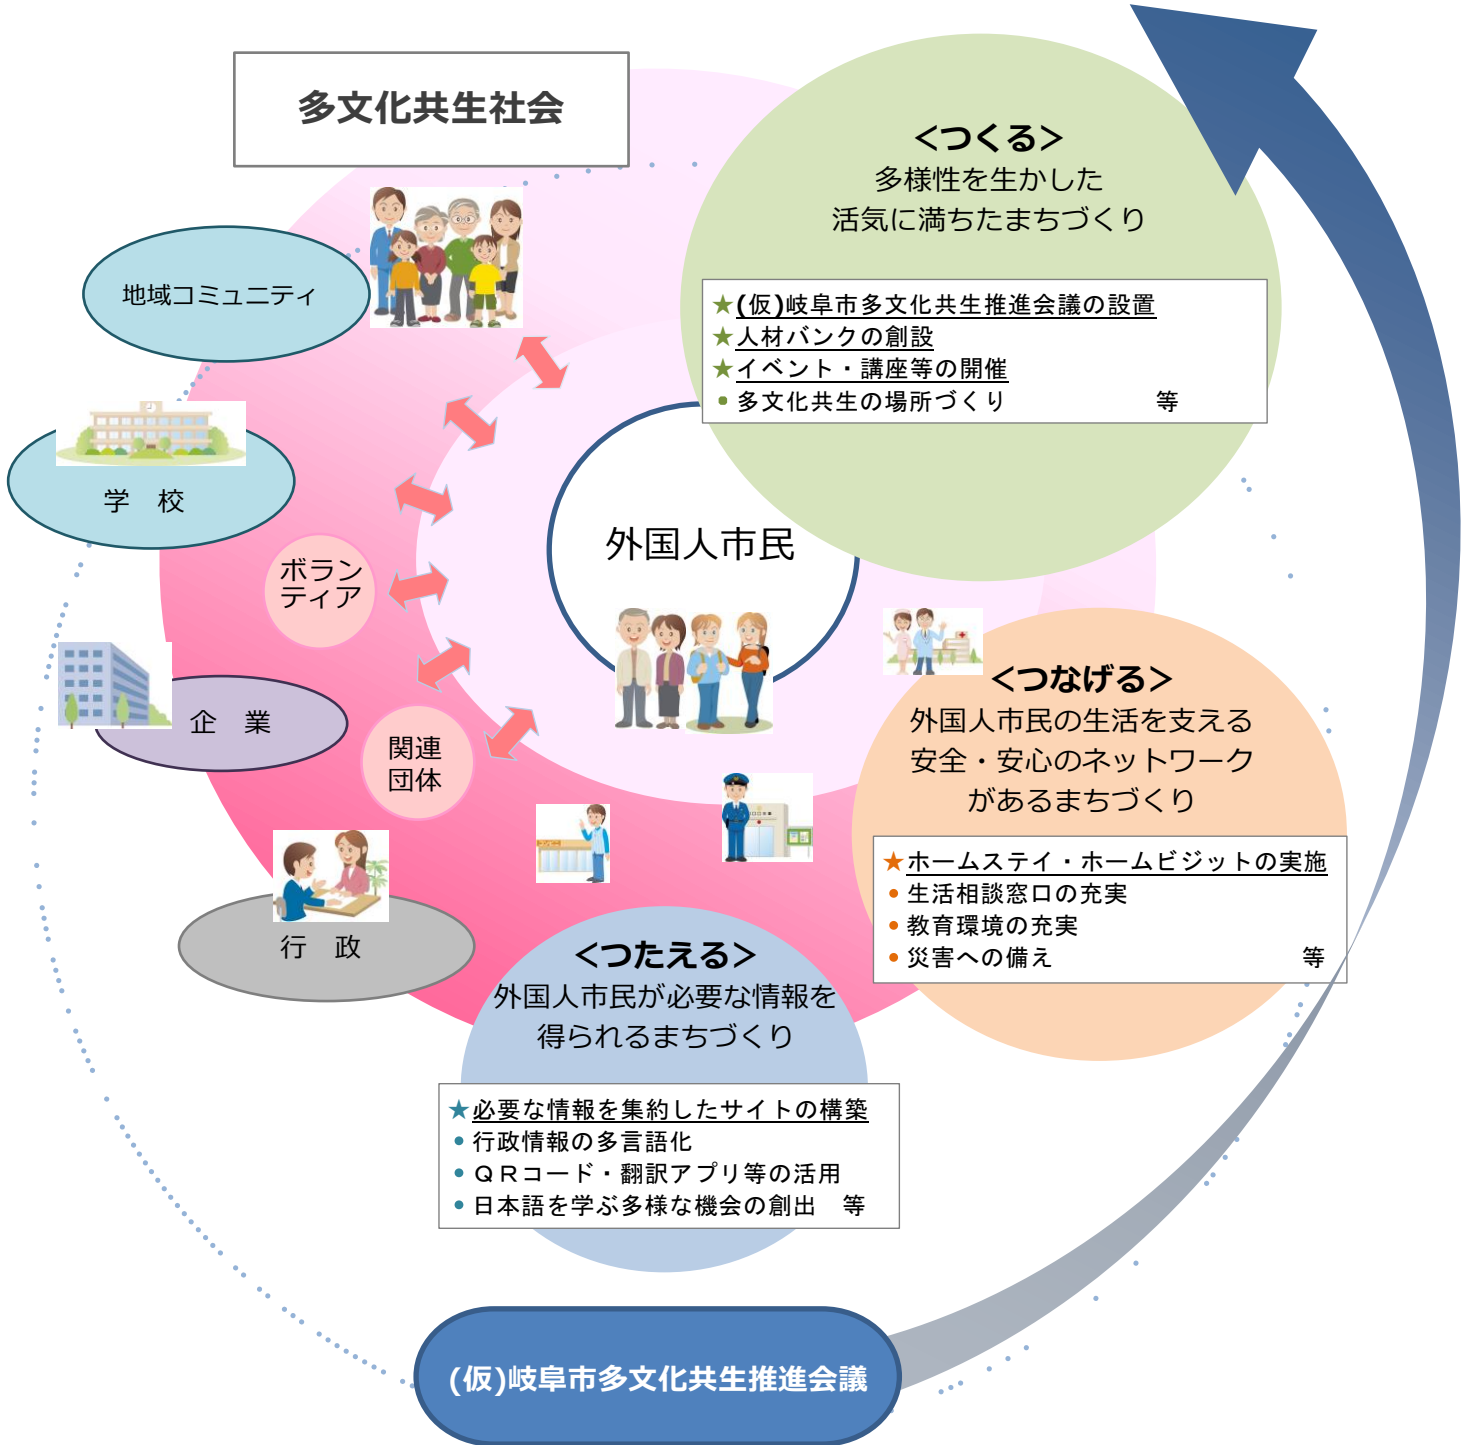 多文化共生社会
<つくる>
多様性を生かした
活気に満ちたまちづくり
★(仮)岐阜市多文化共生推進会議の設置
★人材バンクの創設
★イベント・講座等の開催
• 多文化共生の場所づくり 等
地域コミュニティ
学 校
ボラン
ティア
企 業
関連
団体
行 政
外国人市民
<つなげる>
外国人市民の生活を支える
安全・安心のネットワーク
があるまちづくり
★ホームステイ・ホームビジットの実施
• 生活相談窓口の充実
• 教育環境の充実
• 災害への備え 等
<つたえる>
外国人市民が必要な情報を
得られるまちづくり
★必要な情報を集約したサイトの構築
• 行政情報の多言語化
• ＱＲコード・翻訳アプリ等の活用
• 日本語を学ぶ多様な機会の創出 等
(仮)岐阜市多文化共生推進会議